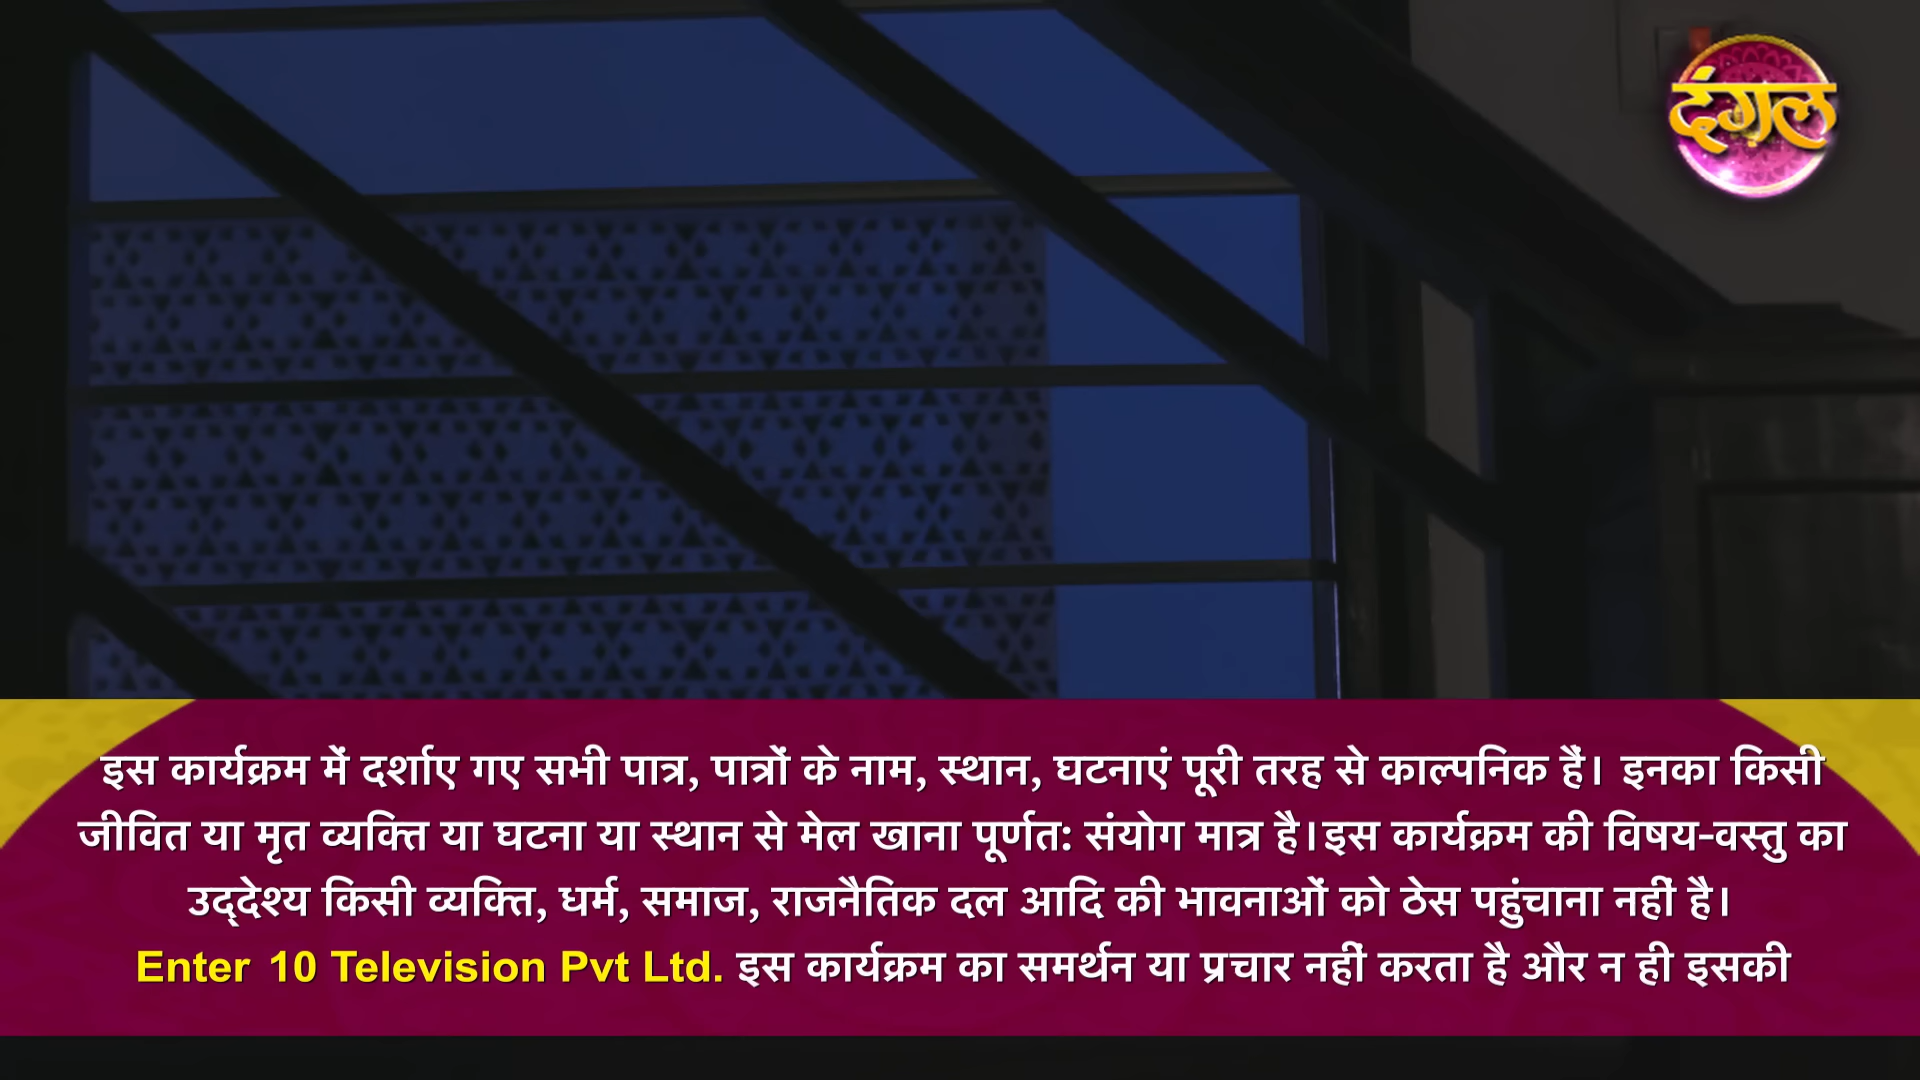 दंगल
इस कार्यक्रम में दर्शाए गए सभी पात्र, पात्रों के नाम, स्थान, घटनाएं पूरी तरह से काल्पनिक हैं। इनका किसी
जीवित या मृत व्यक्ति या घटना या स्थान से मेल खाना पूर्णत: संयोग मात्र है।इस कार्यक्रम की विषय-वस्तु का
उद्देश्य किसी व्यक्ति, धर्म, समाज, राजनैतिक दल आदि की भावनाओं को ठेस पहुंचाना नहीं है।
Enter 10 Television Pvt Ltd. इस कार्यक्रम का समर्थन या प्रचार नहीं करता है और न ही इसकी